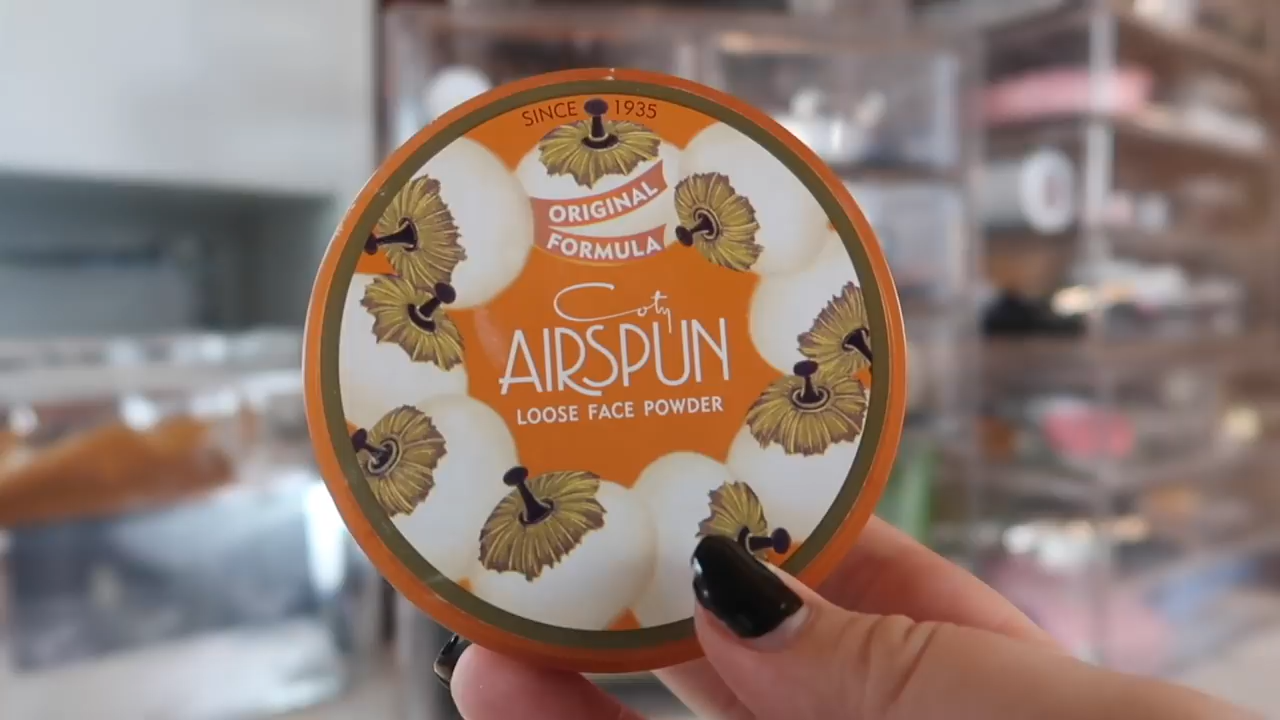 SINCE 1935
ORIGINAL
FORMULA
Coty
AIRSPUN
LOOSE FACE POWDER